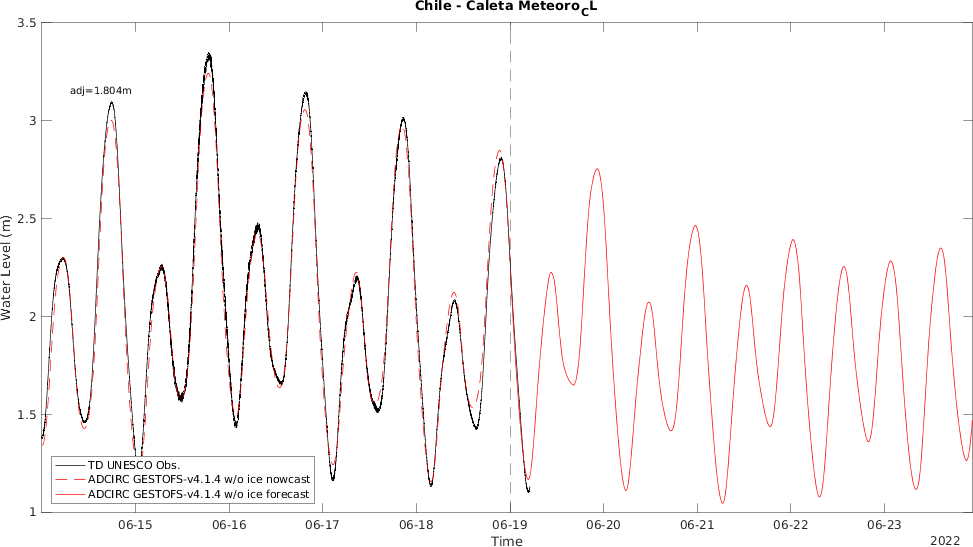 Chile - Caleta Meteoro_CL
3.5
3
2.5
2
1.5
1
Water Level (m)
adj=1.804m
TD UNESCO Obs.
ADCIRC GESTOFS-v4.1.4 w/o ice nowcast
ADCIRC GESTOFS-v4.1.4 w/o ice forecast
06-15 06-16 06-17 06-18 06-19 06-20 06-21 06-22 06-23
Time
2022